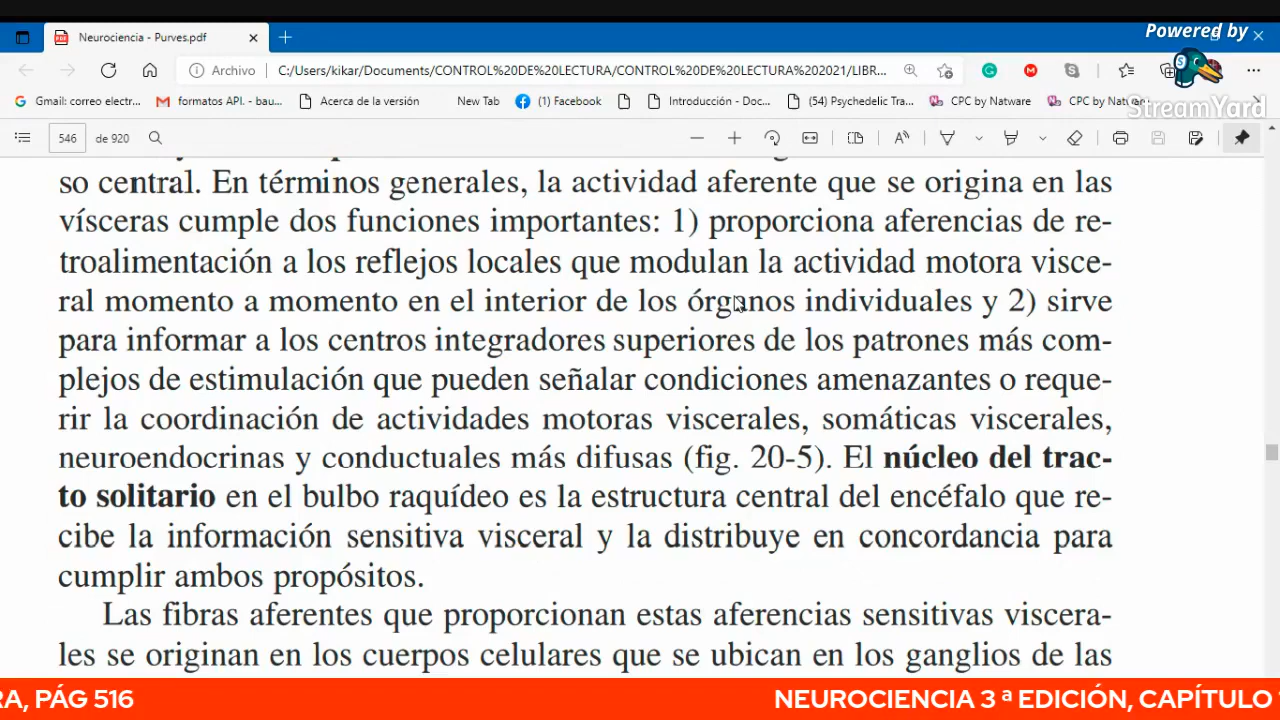 Powered by
Neurociencia - Purves.pdf
Archivo
C:/Users/kikar/Documents/CONTROL%20DE%20LECTURA/CONTROL%20DE%20LECTURA%202021/LIBR...
StreamYard
Gmail: correo electr...
formatos API. - bau...
Acerca de la versión
New Tab
(1) Facebook
Introducción - Doc...
(54) Psychedelic Tra...
CPC by Natware
CPC by Natw
546 de 920
so central. En términos generales, la actividad aferente que se origina en las
vísceras cumple dos funciones importantes: 1) proporciona aferencias de re-
troalimentación a los reflejos locales que modulan la actividad motora visce-
ral momento a momento en el interior de los órganos individuales y 2) sirve
para informar a los centros integradores superiores de los patrones más com-
plejos de estimulación que pueden señalar condiciones amenazantes o reque-
rir la coordinación de actividades motoras viscerales, somáticas viscerales,
neuroendocrinas y conductuales más difusas (fig. 20-5). El núcleo del trac-
to solitario en el bulbo raquídeo es la estructura central del encéfalo que re-
cibe la información sensitiva visceral y la distribuye en concordancia para
cumplir ambos propósitos.
Las fibras aferentes que proporcionan estas aferencias sensitivas viscera-
les se originan en los cuerpos celulares que se ubican en los ganglios de las
RA, PÁG 516
NEUROCIENCIA 3 ª EDICIÓN, CAPÍTULO